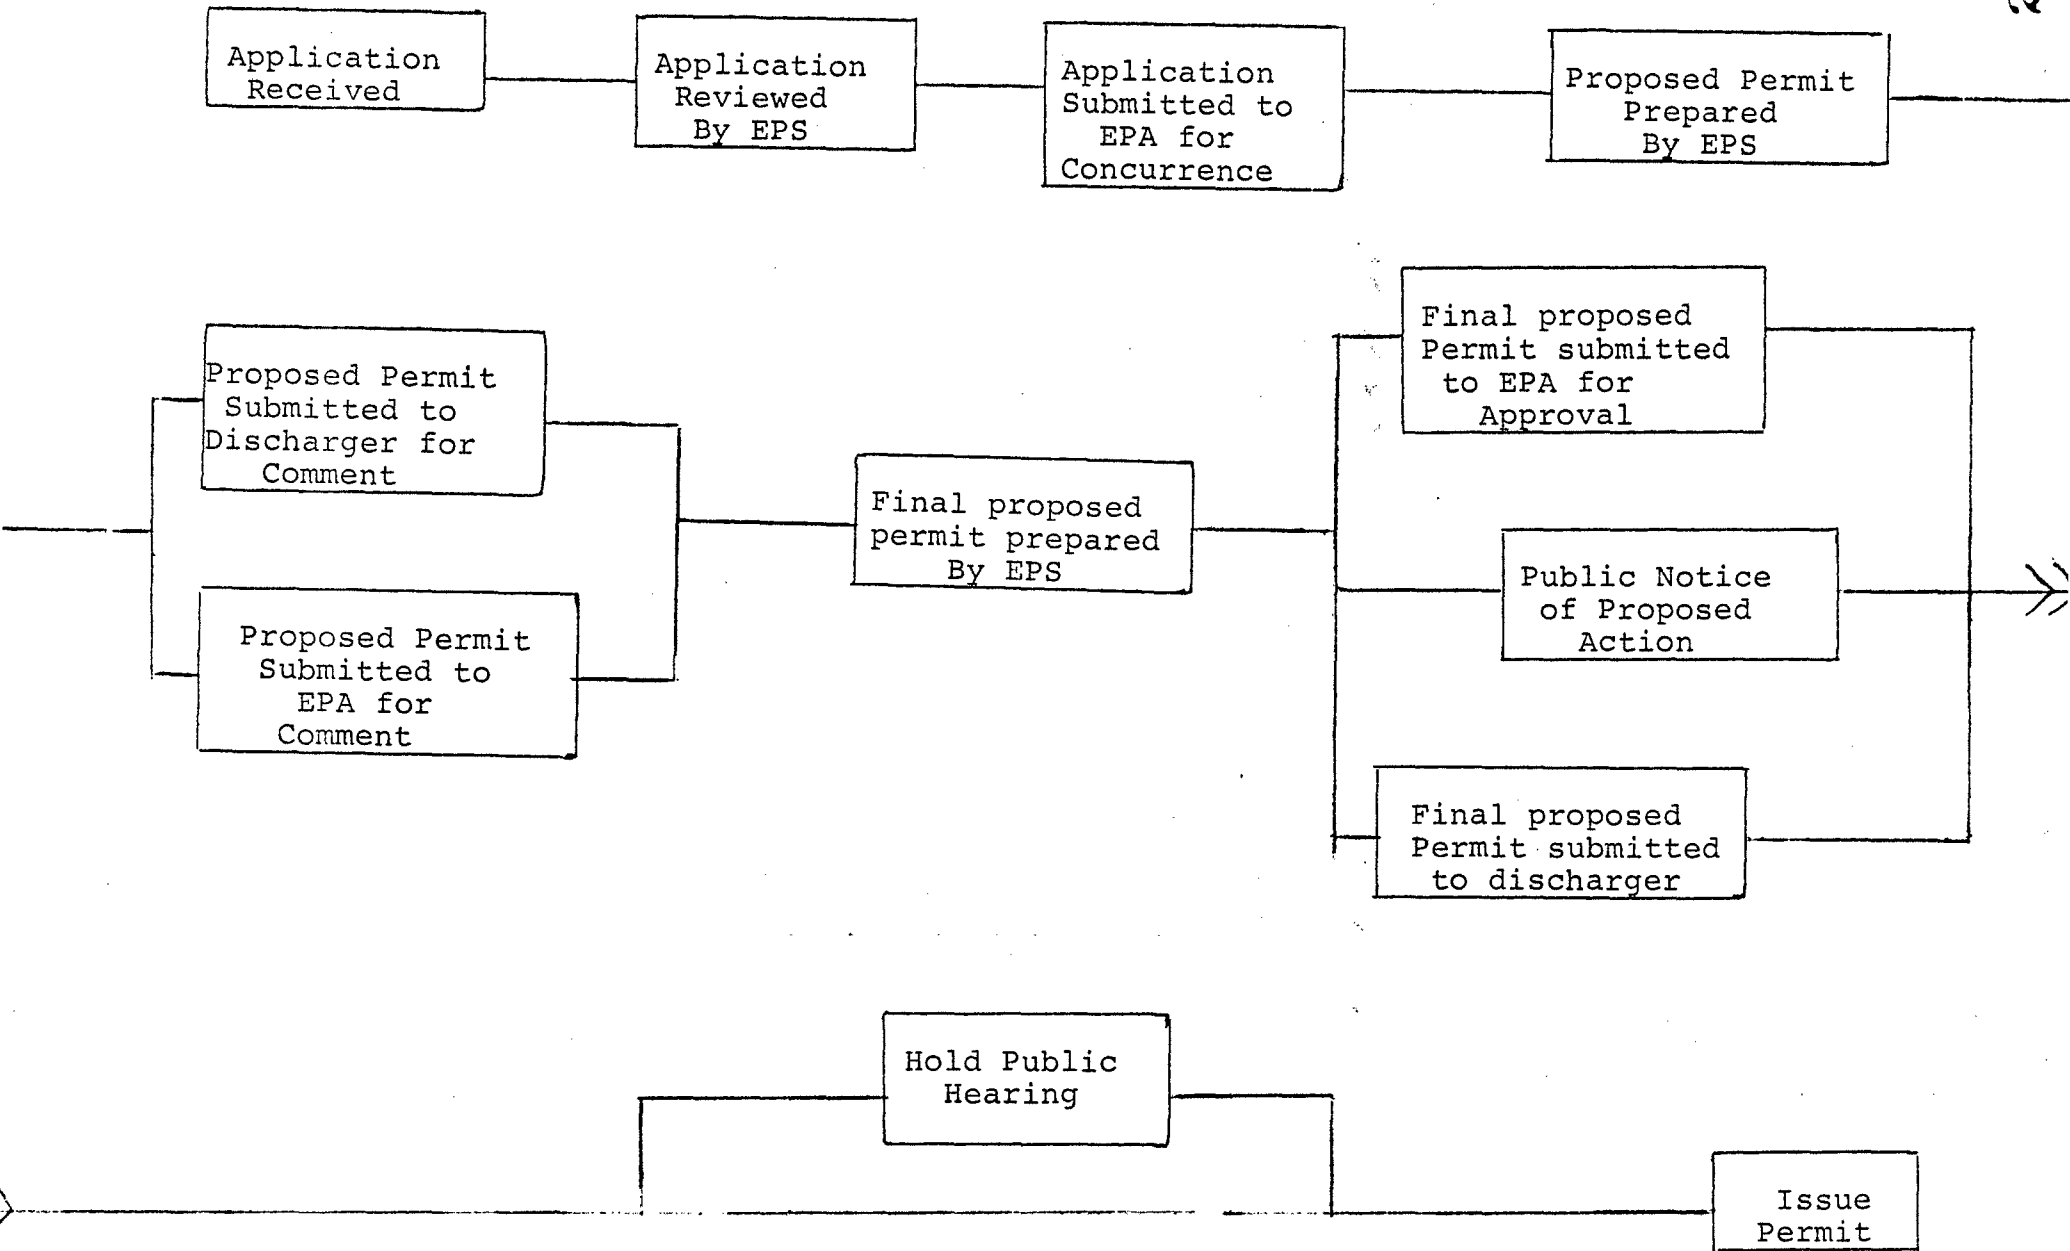 Application
Received
Application
Reviewed
By EPS
Application
Submitted to
EPA for
Concurrence
Proposed Permit
Prepared
By EPS
Proposed Permit
Submitted to
Discharger for
Comment
Proposed Permit
Submitted to
EPA for
Comment
Final proposed
permit prepared
By EPS
Final proposed
Permit submitted
to EPA for
Approval
Public Notice
of Proposed
Action
Final proposed
Permit submitted
to discharger
Hold Public
Hearing
Issue
Permit